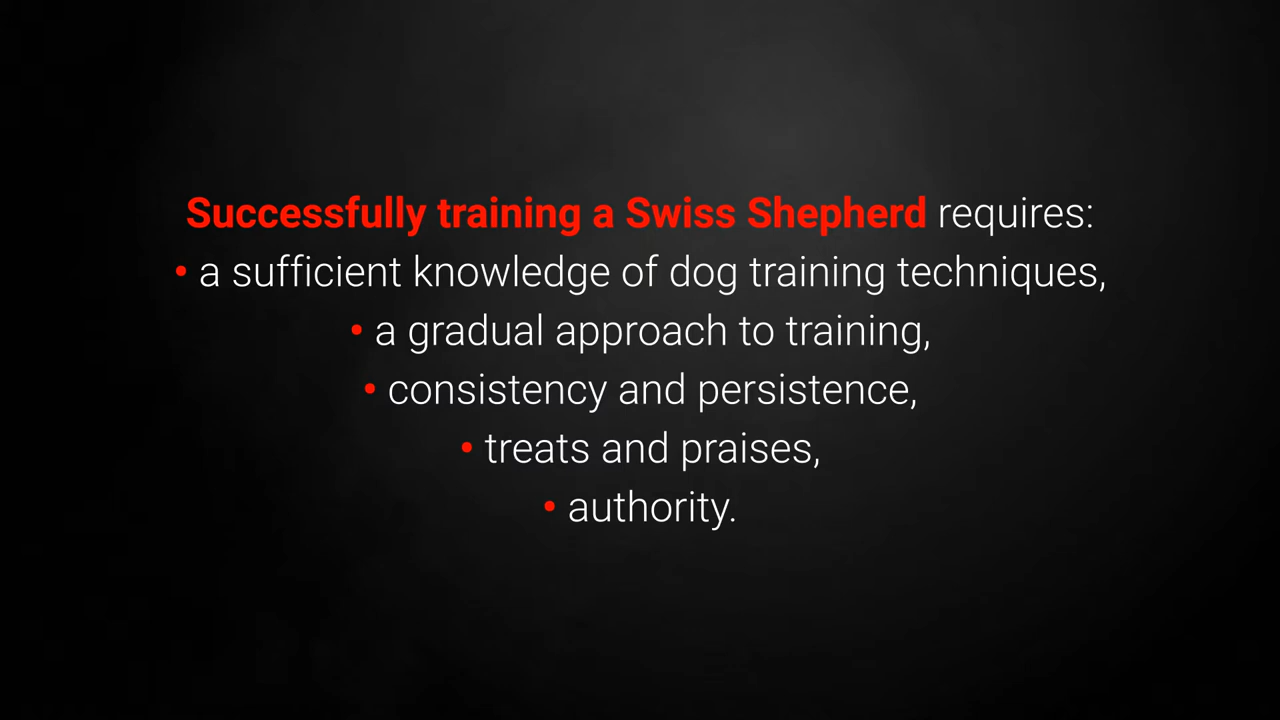 Successfully training a Swiss Shepherd requires:
• a sufficient knowledge of dog training techniques,
• a gradual approach to training,
• consistency and persistence,
• treats and praises,
• authority.